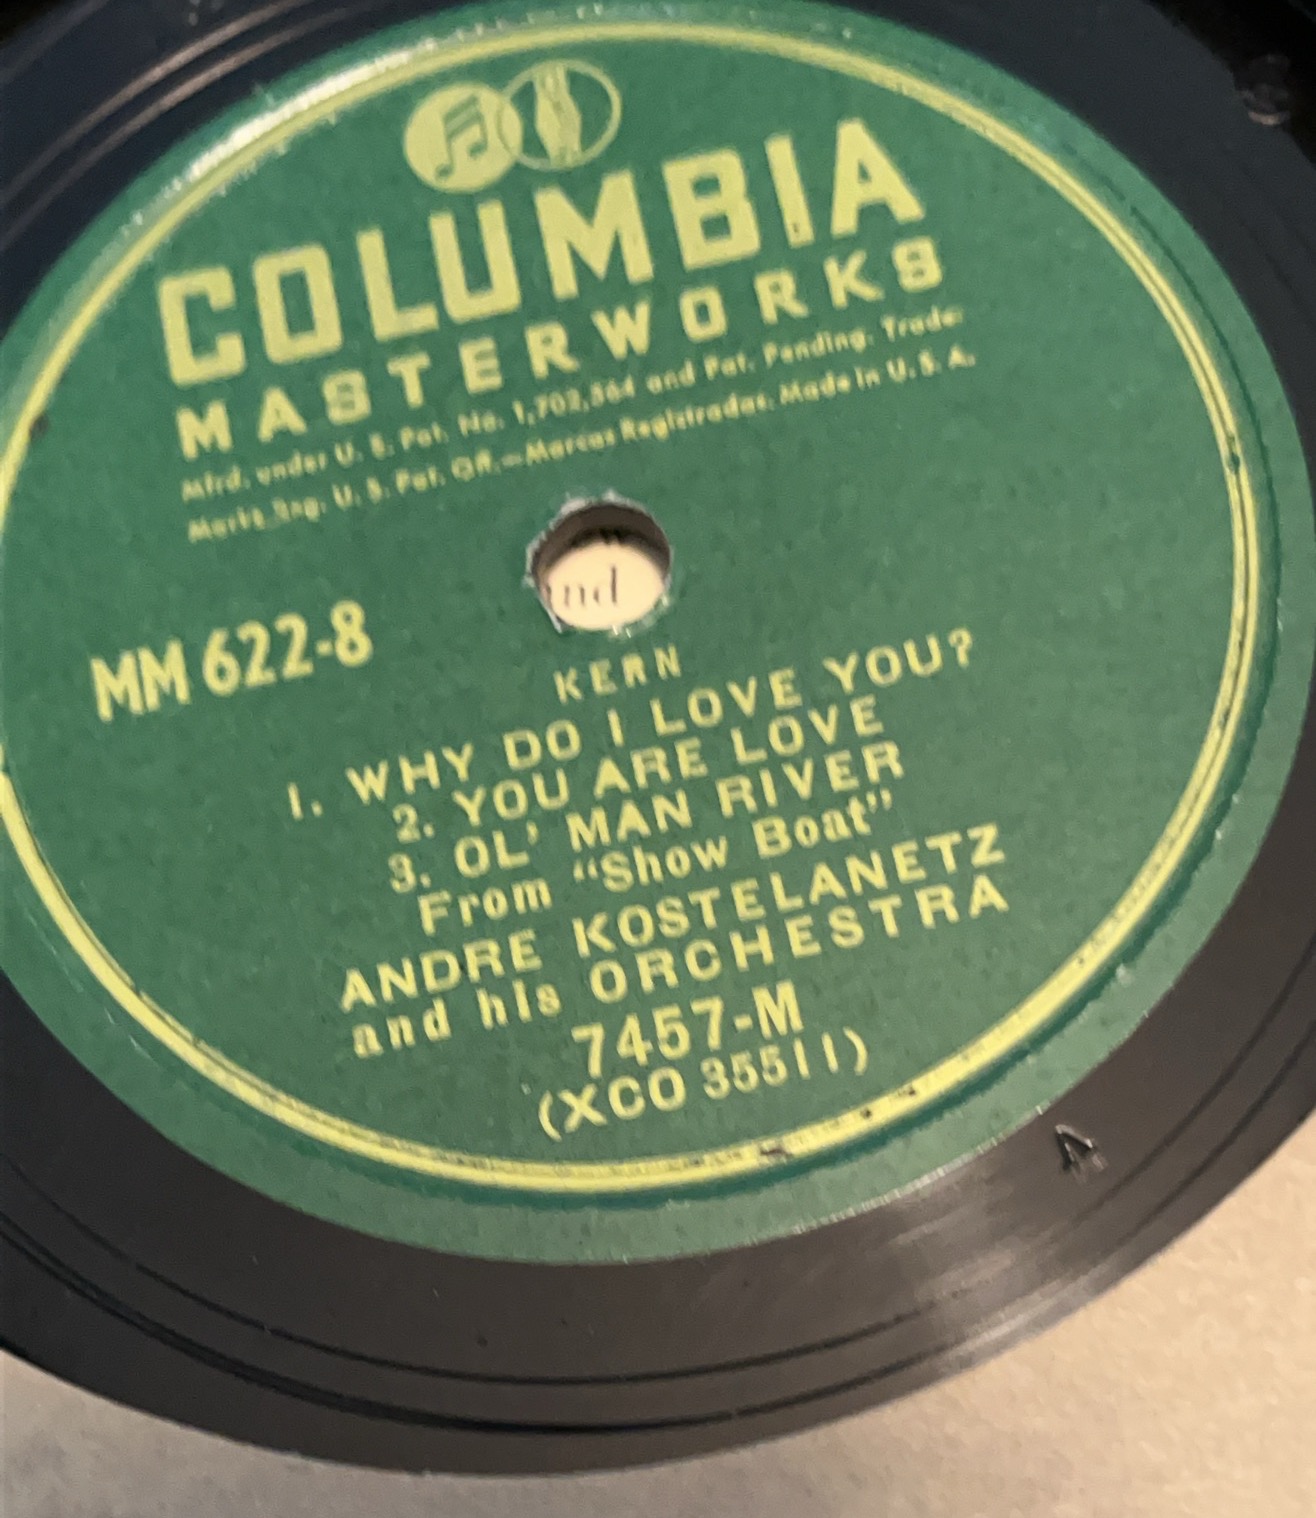 COLUMBIA
MASTERWORKS
Mfrd. under U. S. Pat. No. 1,702,564 and Pat. Pending. Trade
Marks Reg. U. S. Pat. Off.—Marcas Registradas. Made in U. S. A.
nd
MM 622-8
KERN
1. WHY DO I LOVE YOU?
2. YOU ARE LOVE
3. OL' MAN RIVER
From "Show Boat"
ANDRE KOSTELANETZ
and his ORCHESTRA
7457-M
(XCO 35511)
A